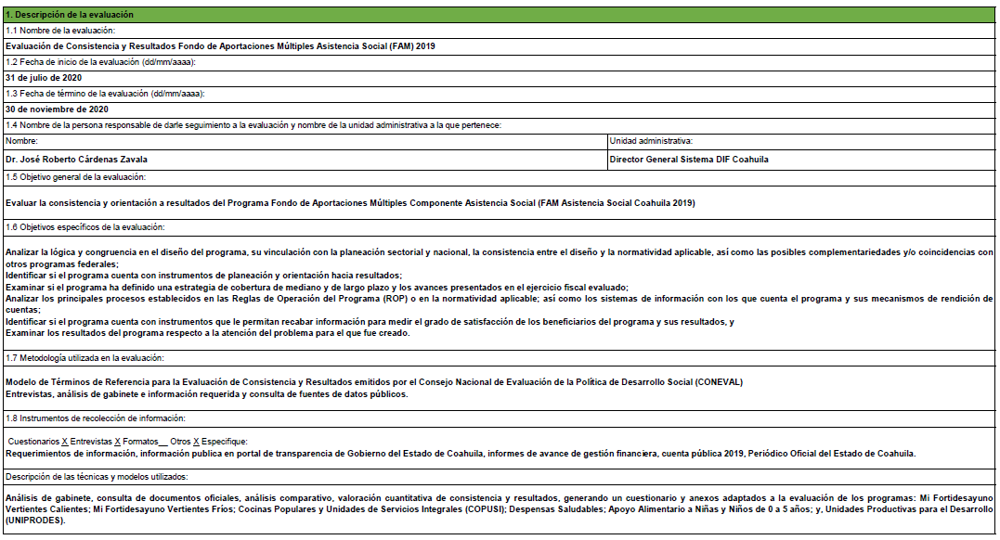 1. Descripción de la evaluación
1.1 Nombre de la evaluación:
Evaluación de Consistencia y Resultados Fondo de Aportaciones Múltiples Asistencia Social (FAM) 2019
1.2 Fecha de inicio de la evaluación (dd/mm/aaaa):
31 de julio de 2020
1.3 Fecha de término de la evaluación (dd/mm/aaaa):
30 de noviembre de 2020
1.4 Nombre de la persona responsable de darle seguimiento a la evaluación y nombre de la unidad administrativa a la que pertenece:
Nombre: Unidad administrativa:
Dr. José Roberto Cárdenas Zavala Director General Sistema DIF Coahuila
1.5 Objetivo general de la evaluación:
Evaluar la consistencia y orientación a resultados del Programa Fondo de Aportaciones Múltiples Componente Asistencia Social (FAM Asistencia Social Coahuila 2019)
1.6 Objetivos específicos de la evaluación:
Analizar la lógica y congruencia en el diseño del programa, su vinculación con la planeación sectorial y nacional, la consistencia entre el diseño y la normatividad aplicable, así como las posibles complementariedades y/o coincidencias con
otros programas federales;
Identificar si el programa cuenta con instrumentos de planeación y orientación hacia resultados;
Examinar si el programa ha definido una estrategia de cobertura de mediano y de largo plazo y los avances presentados en el ejercicio fiscal evaluado;
Analizar los principales procesos establecidos en las Reglas de Operación del Programa (ROP) o en la normatividad aplicable; así como los sistemas de información con los que cuenta el programa y sus mecanismos de rendición de
cuentas;
Identificar si el programa cuenta con instrumentos que le permitan recabar información para medir el grado de satisfacción de los beneficiarios del programa y sus resultados, y
Examinar los resultados del programa respecto a la atención del problema para el que fue creado.
1.7 Metodología utilizada en la evaluación:
Modelo de Términos de Referencia para la Evaluación de Consistencia y Resultados emitidos por el Consejo Nacional de Evaluación de la Política de Desarrollo Social (CONEVAL)
Entrevistas, análisis de gabinete e información requerida y consulta de fuentes de datos públicos.
1.8 Instrumentos de recolección de información:
Cuestionarios X Entrevistas X Formatos__ Otros X Especifique:
Requerimientos de información, información publica en portal de transparencia de Gobierno del Estado de Coahuila, informes de avance de gestión financiera, cuenta pública 2019, Periódico Oficial del Estado de Coahuila.
Descripción de las técnicas y modelos utilizados:
Análisis de gabinete, consulta de documentos oficiales, análisis comparativo, valoración cuantitativa de consistencia y resultados, generando un cuestionario y anexos adaptados a la evaluación de los programas: Mi Fortidesayuno
Vertientes Calientes; Mi Fortidesayuno Vertientes Fríos; Cocinas Populares y Unidades de Servicios Integrales (COPUSI); Despensas Saludables; Apoyo Alimentario a Niñas y Niños de 0 a 5 años; y, Unidades Productivas para el Desarrollo
(UNIPRODES).